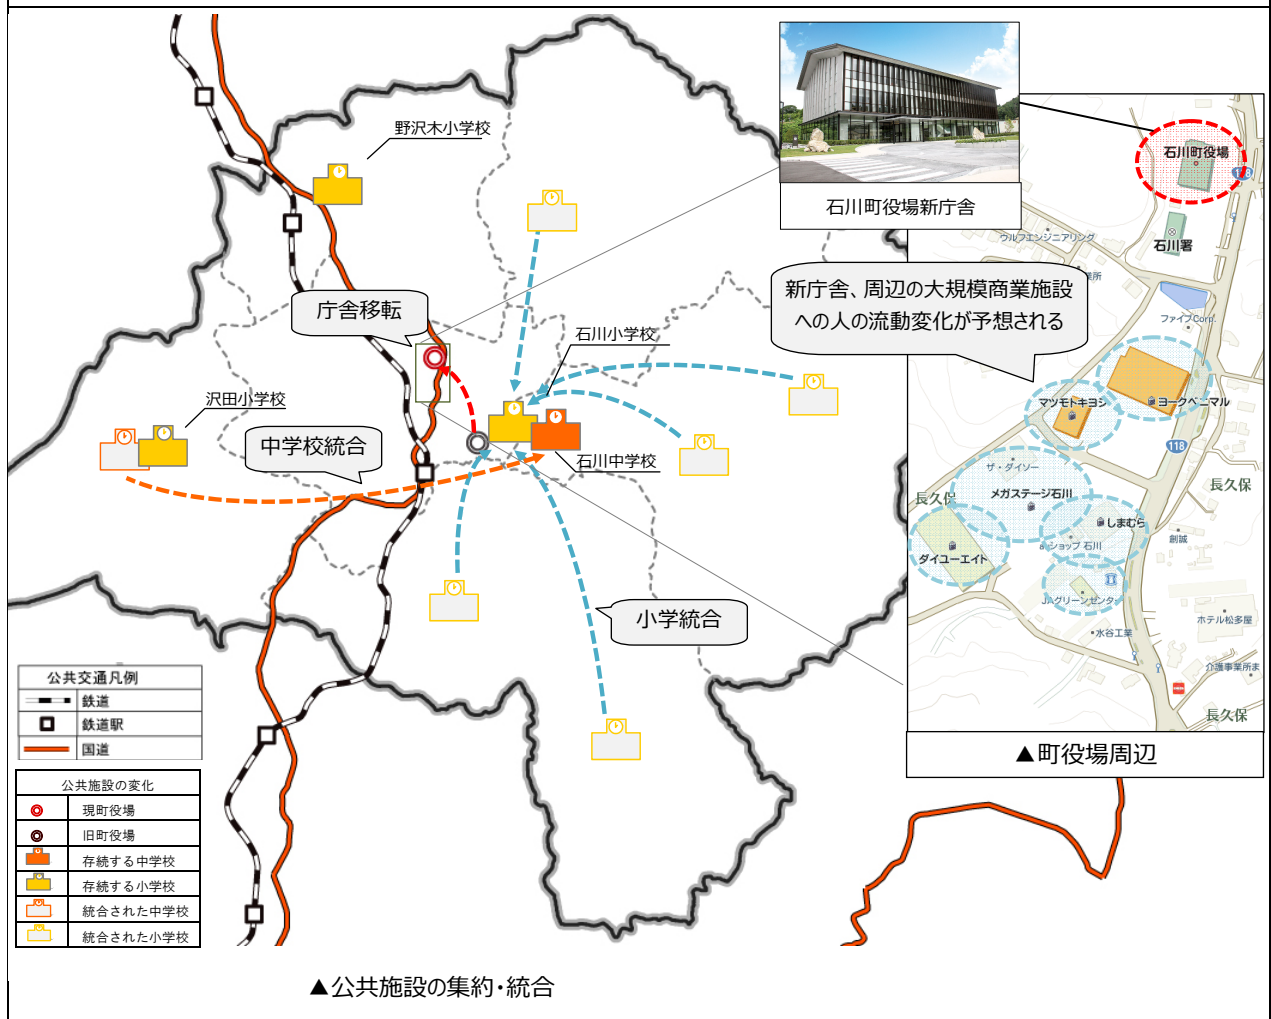 野沢木小学校
石川町役場新庁舎
庁舎移転
石川小学校
沢田小学校
中学校統合
石川中学校
小学統合
新庁舎、周辺の大規模商業施設
への人の流動変化が予想される
石川町役場
118
石川署
ウルフエンジニアリング
ファイブCorp.
マツモトキヨシ
ヨークベニマル
118
ザ・ダイソー
長久保
メガステージ石川
長久保
しまむら
創誠
ショップ 石川
ダイユーエイト
JAグリーンセンター
ホテル松多屋
水谷工業
介護事業所ま
長久保
▲町役場周辺
公共交通凡例
鉄道
鉄道駅
国道
公共施設の変化
現町役場
旧町役場
存続する中学校
存続する小学校
統合された中学校
統合された小学校
▲公共施設の集約・統合